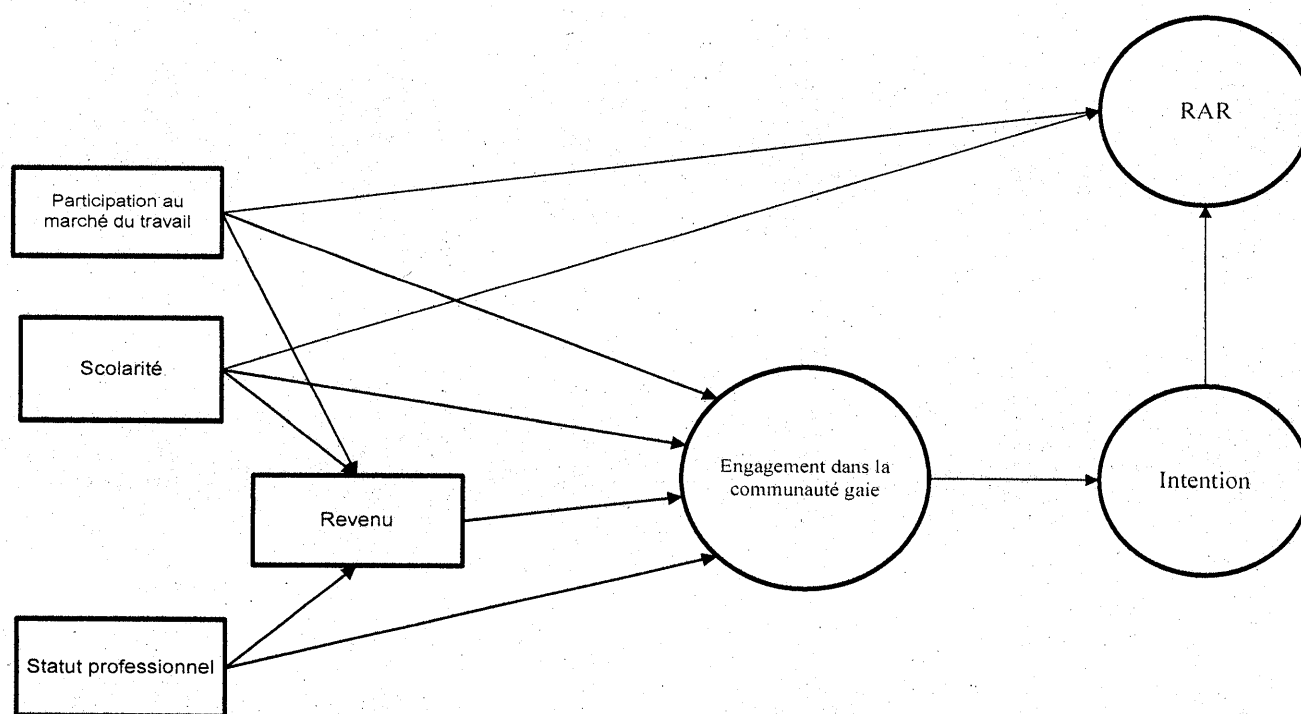 RAR
Participation au
marché du travail
Scolarité
Engagement dans la
communauté gaie
Intention
Revenu
Statut professionnel